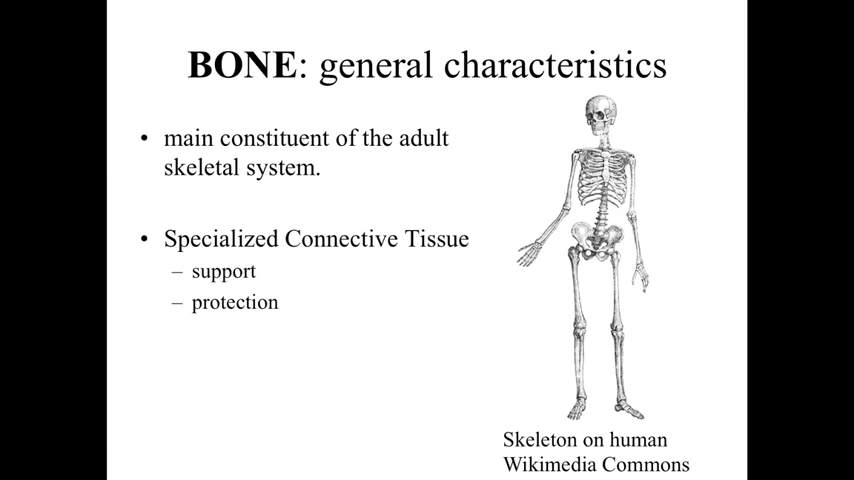 BONE: general characteristics
• main constituent of the adult
skeletal system.
• Specialized Connective Tissue
– support
– protection
Skeleton on human
Wikimedia Commons